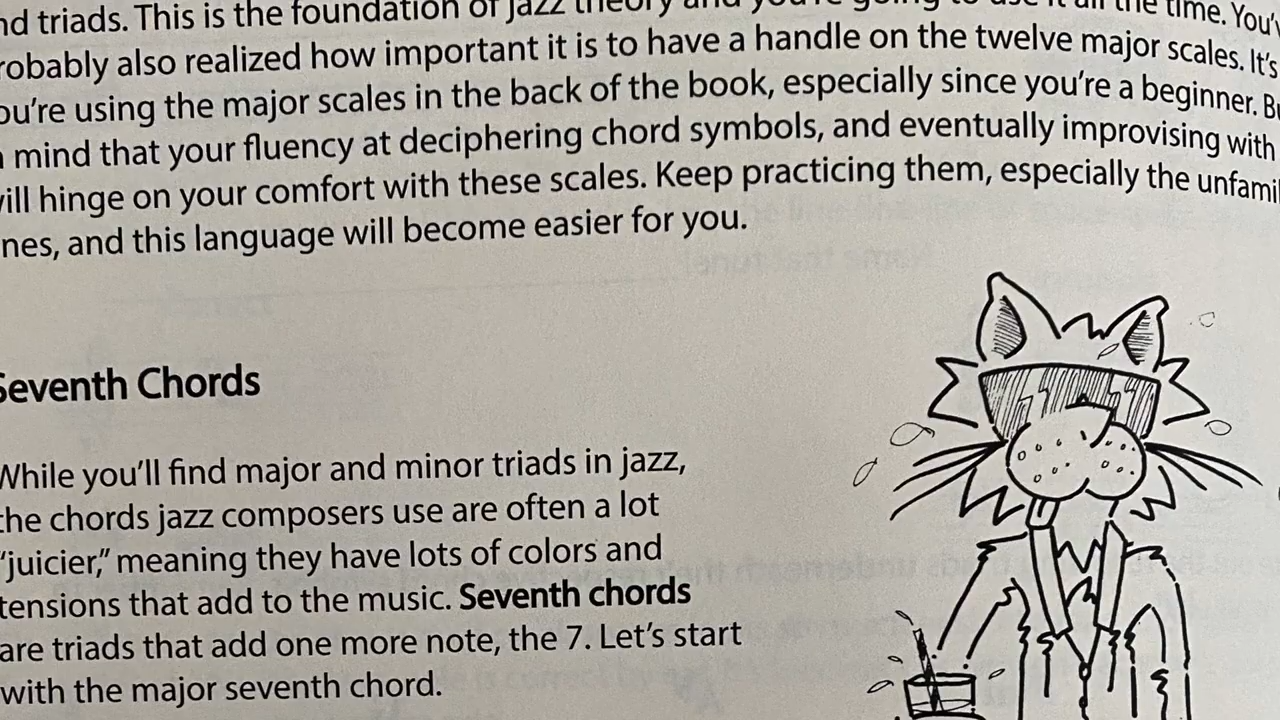 nd triads. This is the foundation of jazz theory and you're going to use it all the time. You'v
robably also realized how important it is to have a handle on the twelve major scales. It's
ou're using the major scales in the back of the book, especially since you're a beginner. Bu
n mind that your fluency at deciphering chord symbols, and eventually improvising with
vill hinge on your comfort with these scales. Keep practicing them, especially the unfamil
nes, and this language will become easier for you.
Seventh Chords
While you'll find major and minor triads in jazz,
the chords jazz composers use are often a lot
"juicier," meaning they have lots of colors and
tensions that add to the music. Seventh chords
are triads that add one more note, the 7. Let's start
with the major seventh chord.